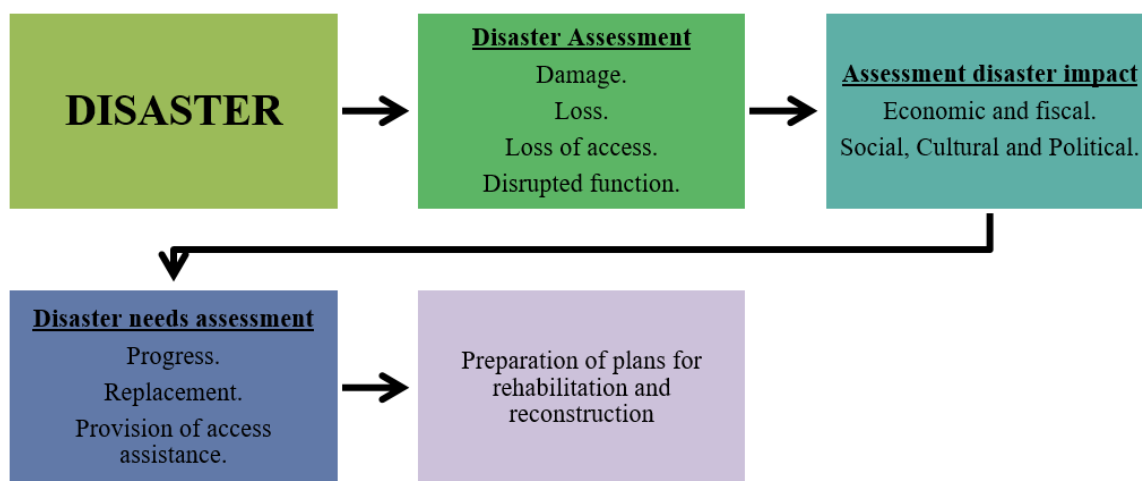 DISASTER
Disaster Assessment
Damage.
Loss.
Loss of access.
Disrupted function.
Assessment disaster impact
Economic and fiscal.
Social, Cultural and Political.
Disaster needs assessment
Progress.
Replacement.
Provision of access
assistance.
Preparation of plans for
rehabilitation and
reconstruction